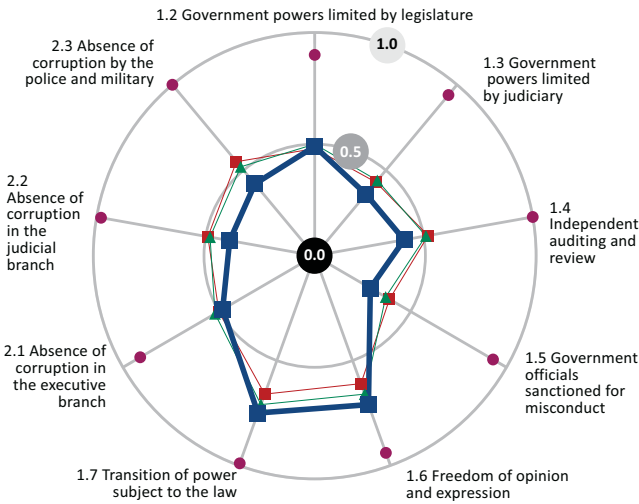 1.2 Government powers limited by legislature
1.0
2.3 Absence of
corruption by the
police and military
1.3 Government
powers limited
by judiciary
0.5
2.2
Absence of
corruption
in the
judicial
branch
1.4
Independent
auditing and
review
0.0
2.1 Absence of
corruption in
the executive
branch
1.5 Government
officials
sanctioned for
misconduct
1.7 Transition of power
subject to the law
1.6 Freedom of opinion
and expression